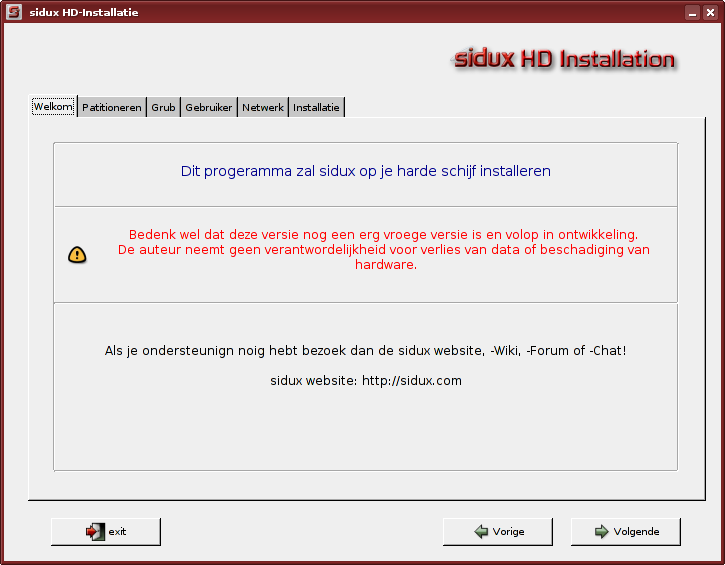 sidux HD-Installatie
sidux HD Installation
Welkom Patitioneren Grub Gebruiker Netwerk Installatie
Dit progeramma zal sidux op je harde schijf installeren
Bedenk wel dat deze versie nog een erg vroege versie is en volop in ontwikkeling.
De auteur neemt geen verantwordelijkheid voor verlies van data of beschadiging van
hardware.
Als je ondersteunign noig hebt bezoek dan de sidux website, -Wiki, -Forum of -Chat!
sidux website: http://sidux.com
exit Vorige Volgende